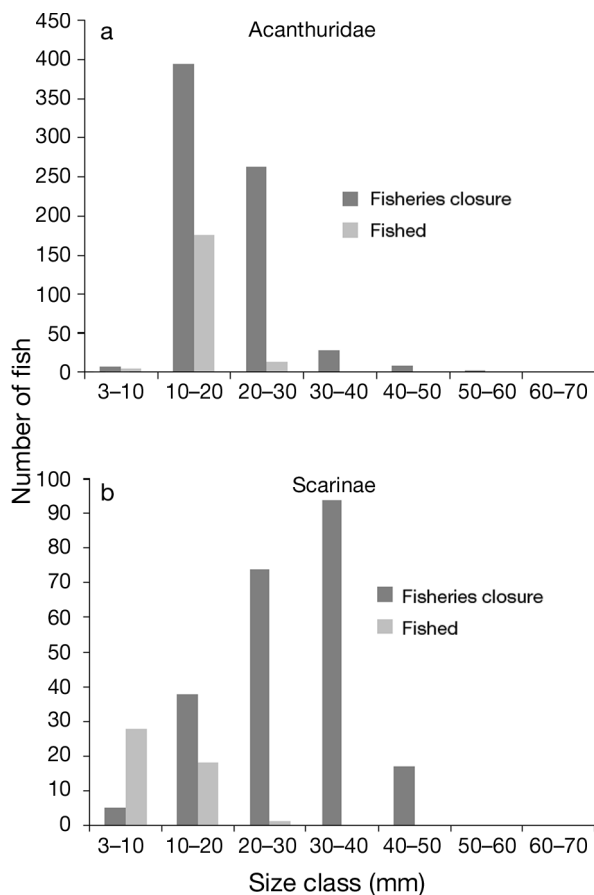 a
Acanthuridae
450
400
350
300
250
200
150
100
50
0
Fisheries closure
Fished
3–10 10–20 20–30 30–40 40–50 50–60 60–70
Number of fish
b
Scarinae
100
90
80
70
60
50
40
30
20
10
0
Fisheries closure
Fished
3–10 10–20 20–30 30–40 40–50 50–60 60–70
Size class (mm)